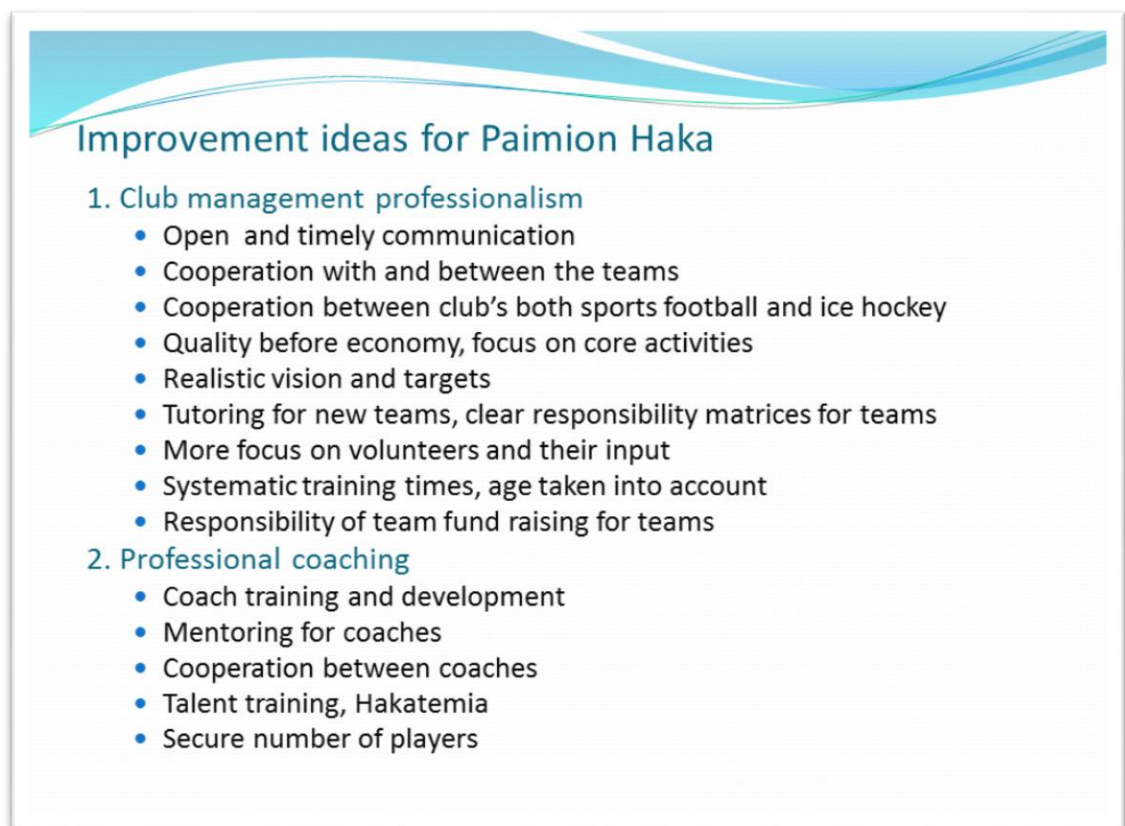 Improvement ideas for Paimion Haka
1. Club management professionalism
• Open and timely communication
• Cooperation with and between the teams
• Cooperation between club's both sports football and ice hockey
• Quality before economy, focus on core activities
• Realistic vision and targets
• Tutoring for new teams, clear responsibility matrices for teams
• More focus on volunteers and their input
• Systematic training times, age taken into account
• Responsibility of team fund raising for teams
2. Professional coaching
• Coach training and development
• Mentoring for coaches
• Cooperation between coaches
• Talent training, Hakatemia
• Secure number of players